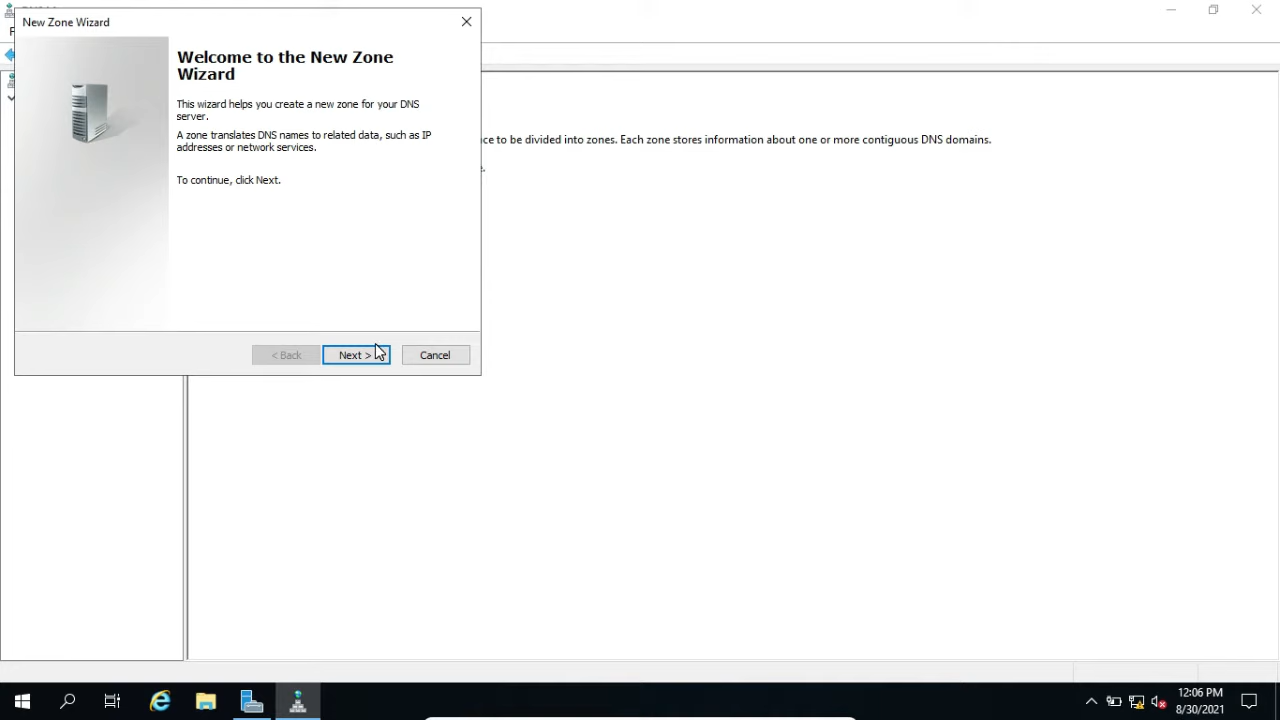 New Zone Wizard
Welcome to the New Zone
Wizard
This wizard helps you create a new zone for your DNS
server.
A zone translates DNS names to related data, such as IP
addresses or network services.
To continue, click Next.
< Back
Next >
Cancel
ce to be divided into zones. Each zone stores information about one or more contiguous DNS domains.
12:06 PM
8/30/2021